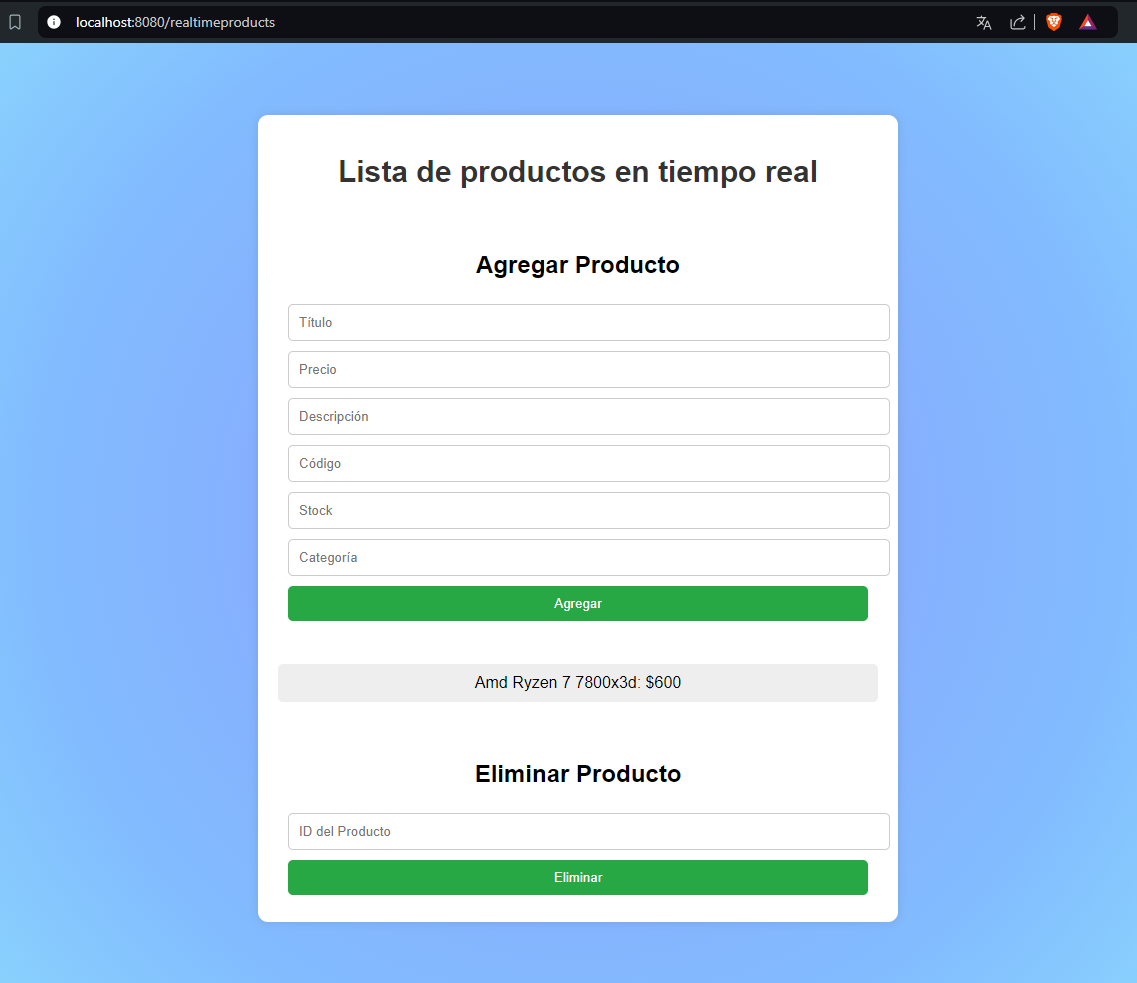 localhost:8080/realtimeproducts
Lista de productos en tiempo real
Agregar Producto
Título
Precio
Descripción
Código
Stock
Categoría
Agregar
Amd Ryzen 7 7800x3d: $600
Eliminar Producto
ID del Producto
Eliminar